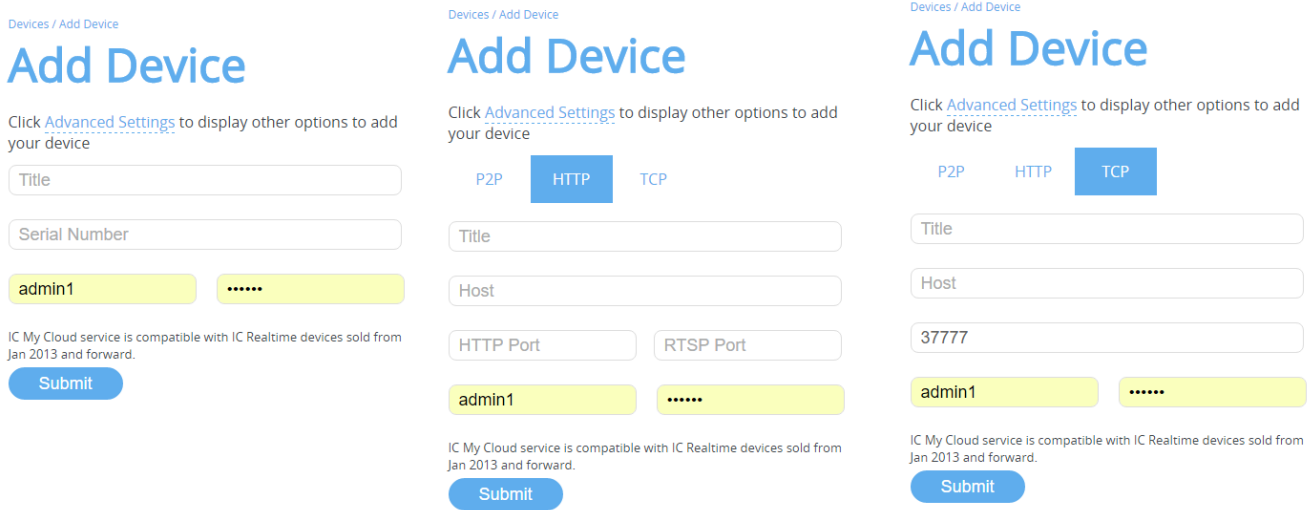 Devices / Add Device
Add Device
Click Advanced Settings to display other options to add
your device
Title
Serial Number
admin1 ••••••
IC My Cloud service is compatible with IC Realtime devices sold from
Jan 2013 and forward.
Submit
Devices / Add Device
Add Device
Click Advanced Settings to display other options to add
your device
P2P HTTP TCP
Title
Host
HTTP Port RTSP Port
admin1 ••••••
IC My Cloud service is compatible with IC Realtime devices sold from
Jan 2013 and forward.
Submit
Devices / Add Device
Add Device
Click Advanced Settings to display other options to add
your device
P2P HTTP TCP
Title
Host
37777
admin1 ••••••
IC My Cloud service is compatible with IC Realtime devices sold from
Jan 2013 and forward.
Submit